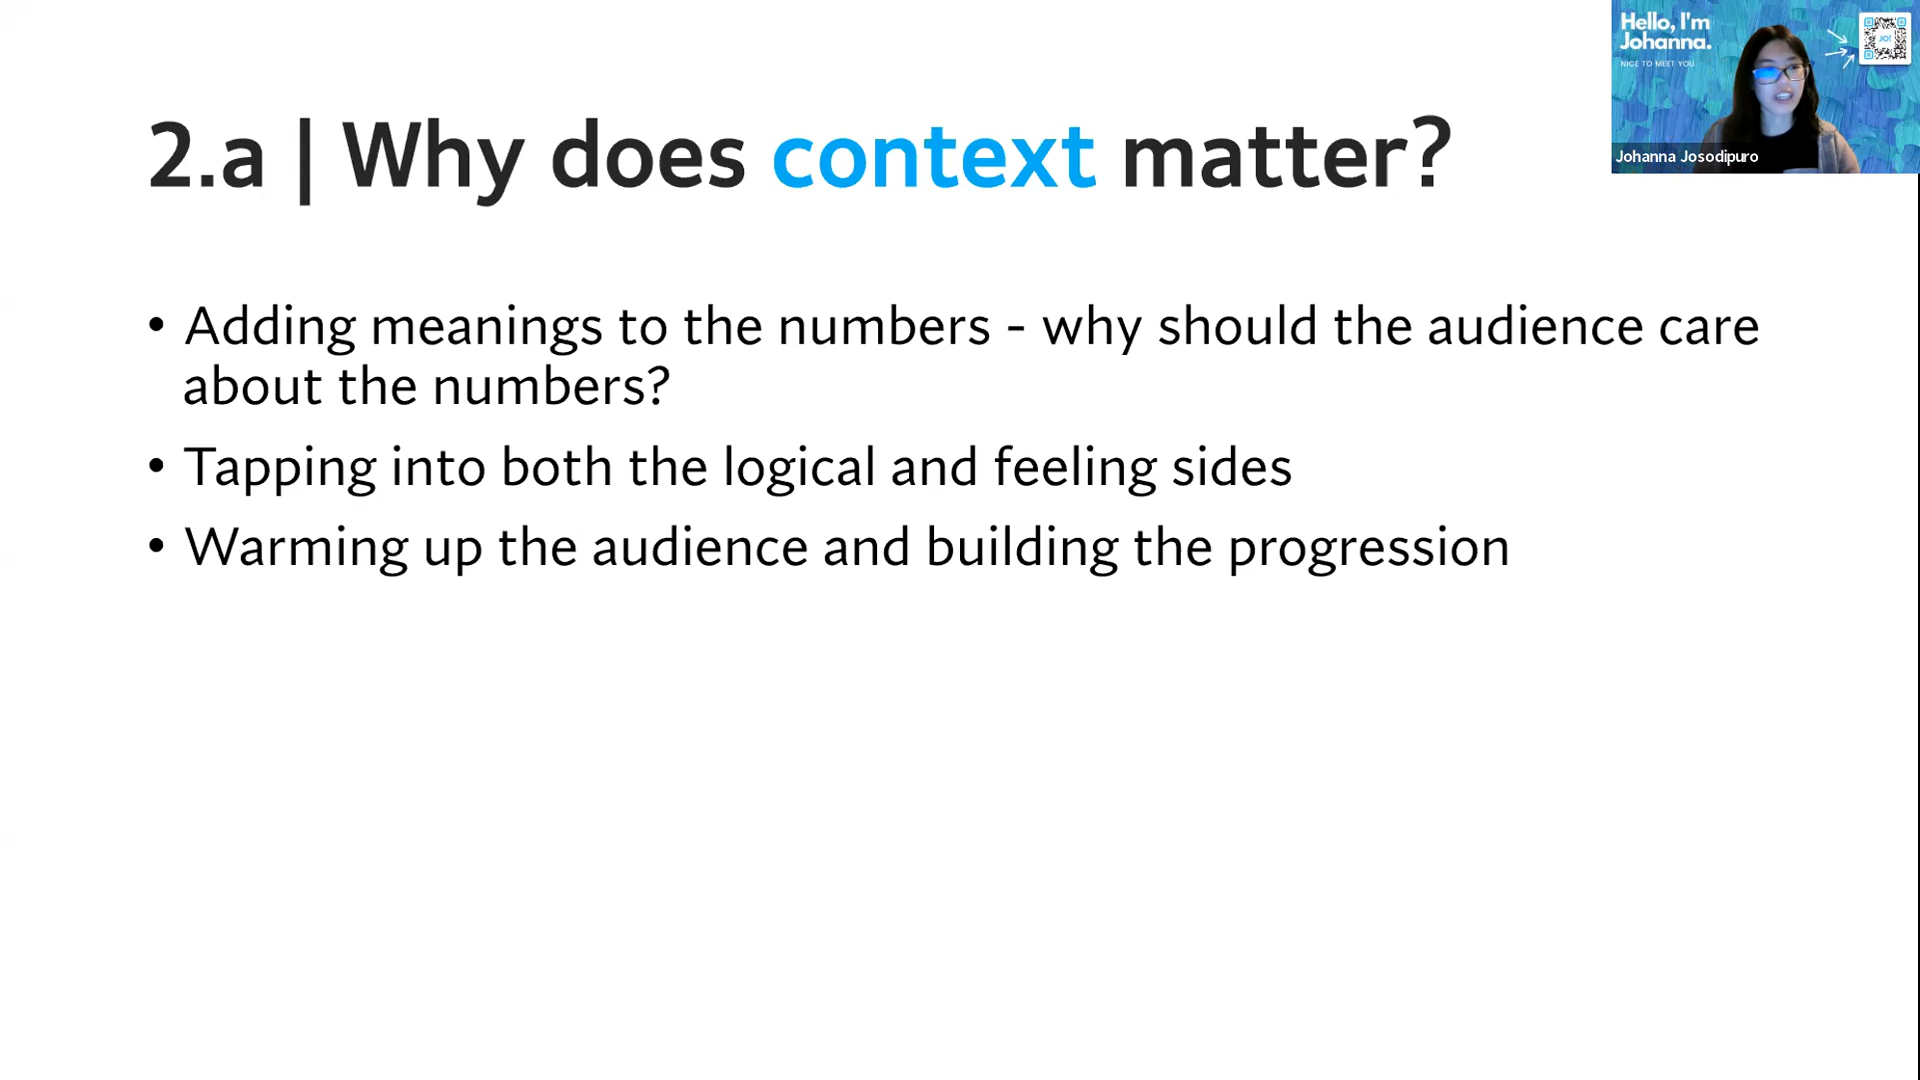 Hello, I'm
Johanna.
NICE TO MEET YOU
JO!
Johanna Josodipuro
2.a | Why does context matter?
• Adding meanings to the numbers - why should the audience care
about the numbers?
• Tapping into both the logical and feeling sides
• Warming up the audience and building the progression